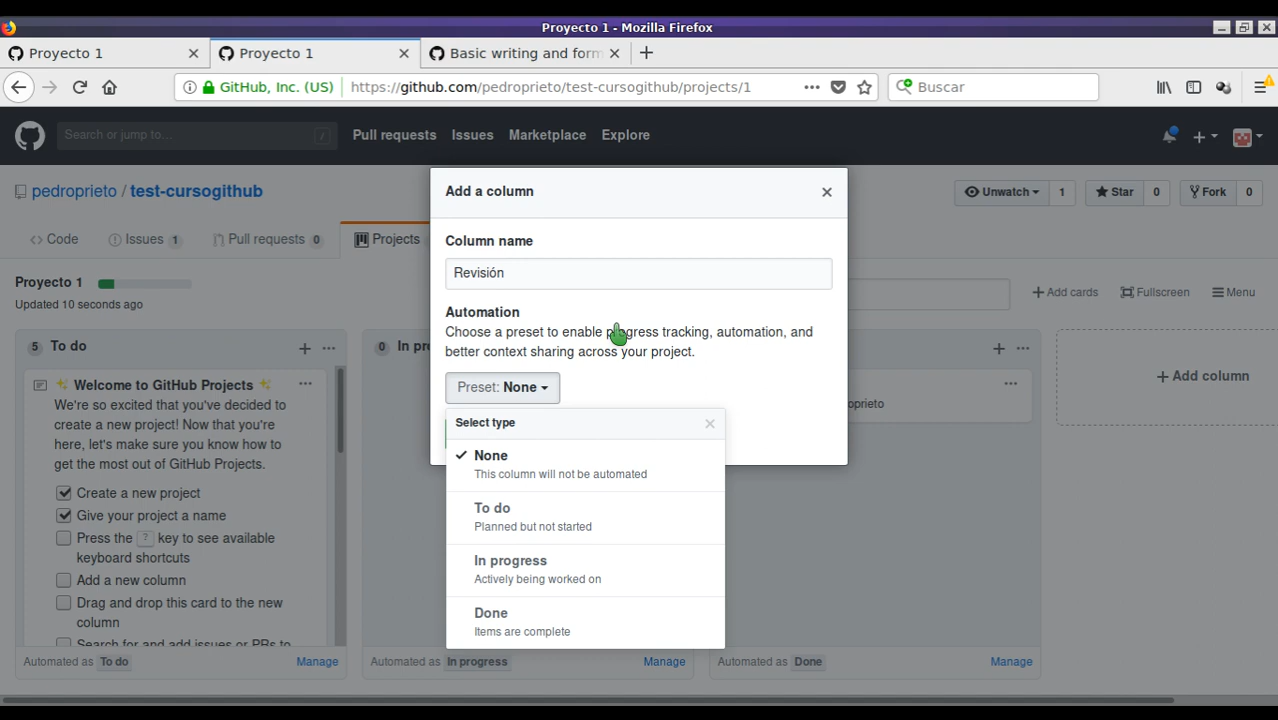 Proyecto 1 - Mozilla Firefox
Proyecto 1
Proyecto 1
Basic writing and form
GitHub, Inc. (US)
https://github.com/pedroprieto/test-cursogithub/projects/1
Buscar
Search or jump to...
/
Pull requests
Issues
Marketplace
Explore
pedroprieto / test-cursogithub
Unwatch
1
Star
0
Fork
0
Code
Issues 1
Pull requests 0
Projects
Proyecto 1
Updated 10 seconds ago
Add cards
Fullscreen
Menu
Add a column
Column name
Revisión
Automation
Choose a preset to enable progress tracking, automation, and
better context sharing across your project.
Preset: None
Select type
None
This column will not be automated
To do
Planned but not started
In progress
Actively being worked on
Done
Items are complete
5 To do
Welcome to GitHub Projects
We're so excited that you've decided to
create a new project! Now that you're
here, let's make sure you know how to
get the most out of GitHub Projects.
Create a new project
Give your project a name
Press the ? key to see available
keyboard shortcuts
Add a new column
Drag and drop this card to the new
column
Search for and add issues or PRs to
Automated as To do
Manage
0 In pr
Automated as In progress
Manage
oprieto
Automated as Done
Manage
Add column